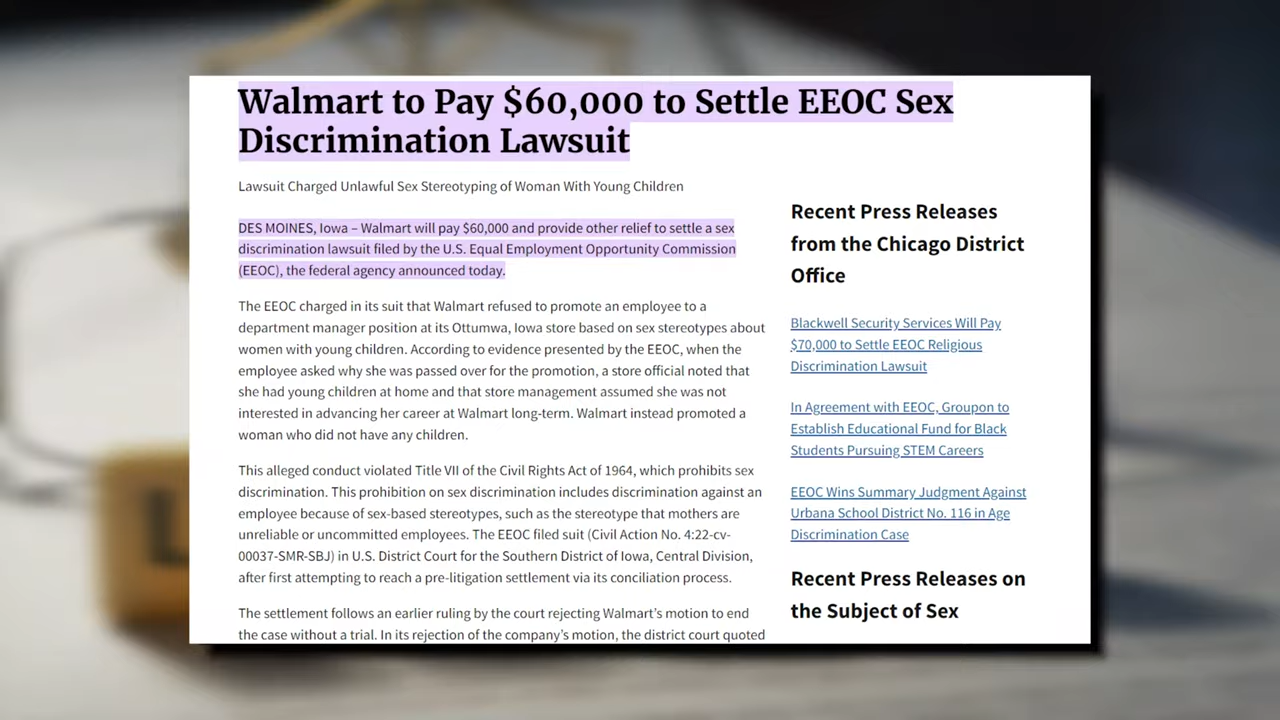 Walmart to Pay $60,000 to Settle EEOC Sex
Discrimination Lawsuit
Lawsuit Charged Unlawful Sex Stereotyping of Woman With Young Children
DES MOINES, Iowa – Walmart will pay $60,000 and provide other relief to settle a sex
discrimination lawsuit filed by the U.S. Equal Employment Opportunity Commission
(EEOC), the federal agency announced today.
The EEOC charged in its suit that Walmart refused to promote an employee to a
department manager position at its Ottumwa, Iowa store based on sex stereotypes about
women with young children. According to evidence presented by the EEOC, when the
employee asked why she was passed over for the promotion, a store official noted that
she had young children at home and that store management assumed she was not
interested in advancing her career at Walmart long-term. Walmart instead promoted a
woman who did not have any children.
This alleged conduct violated Title VII of the Civil Rights Act of 1964, which prohibits sex
discrimination. This prohibition on sex discrimination includes discrimination against an
employee because of sex-based stereotypes, such as the stereotype that mothers are
unreliable or uncommitted employees. The EEOC filed suit (Civil Action No. 4:22-cv-
00037-SMR-SBJ) in U.S. District Court for the Southern District of Iowa, Central Division,
after first attempting to reach a pre-litigation settlement via its conciliation process.
The settlement follows an earlier ruling by the court rejecting Walmart’s motion to end
the case without a trial. In its rejection of the company’s motion, the district court quoted
Recent Press Releases
from the Chicago District
Office
Blackwell Security Services Will Pay
$70,000 to Settle EEOC Religious
Discrimination Lawsuit
In Agreement with EEOC, Groupon to
Establish Educational Fund for Black
Students Pursuing STEM Careers
EEOC Wins Summary Judgment Against
Urbana School District No. 116 in Age
Discrimination Case
Recent Press Releases on
the Subject of Sex
L